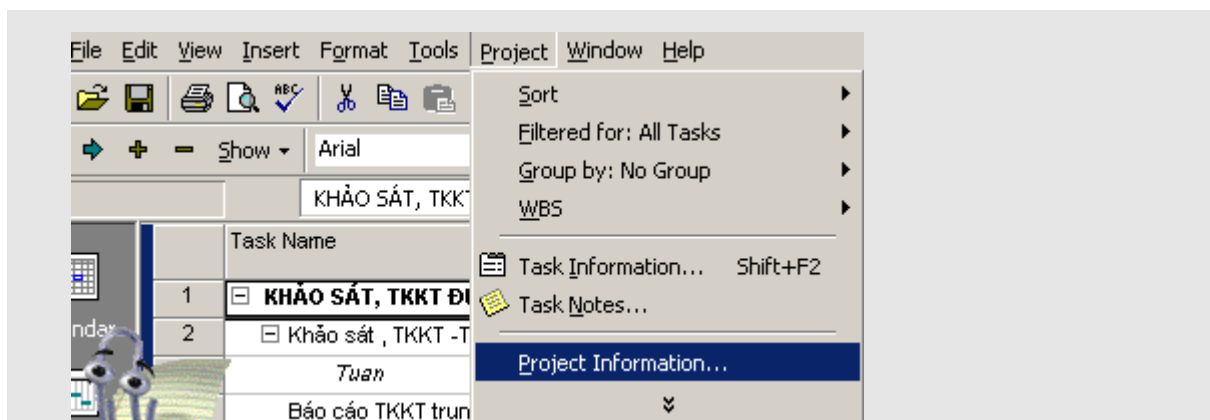 File Edit View Insert Format Tools Project Window Help
ABC
Show Arial
KHẢO SÁT, TKKT
Task Name
1 KHẢO SÁT, TKKT
2 Khảo sát , TKKT -T
Tuan
Báo cáo TKKT
Sort
Filtered for: All Tasks
Group by: No Group
WBS
Task Information... Shift+F2
Task Notes...
Project Information...